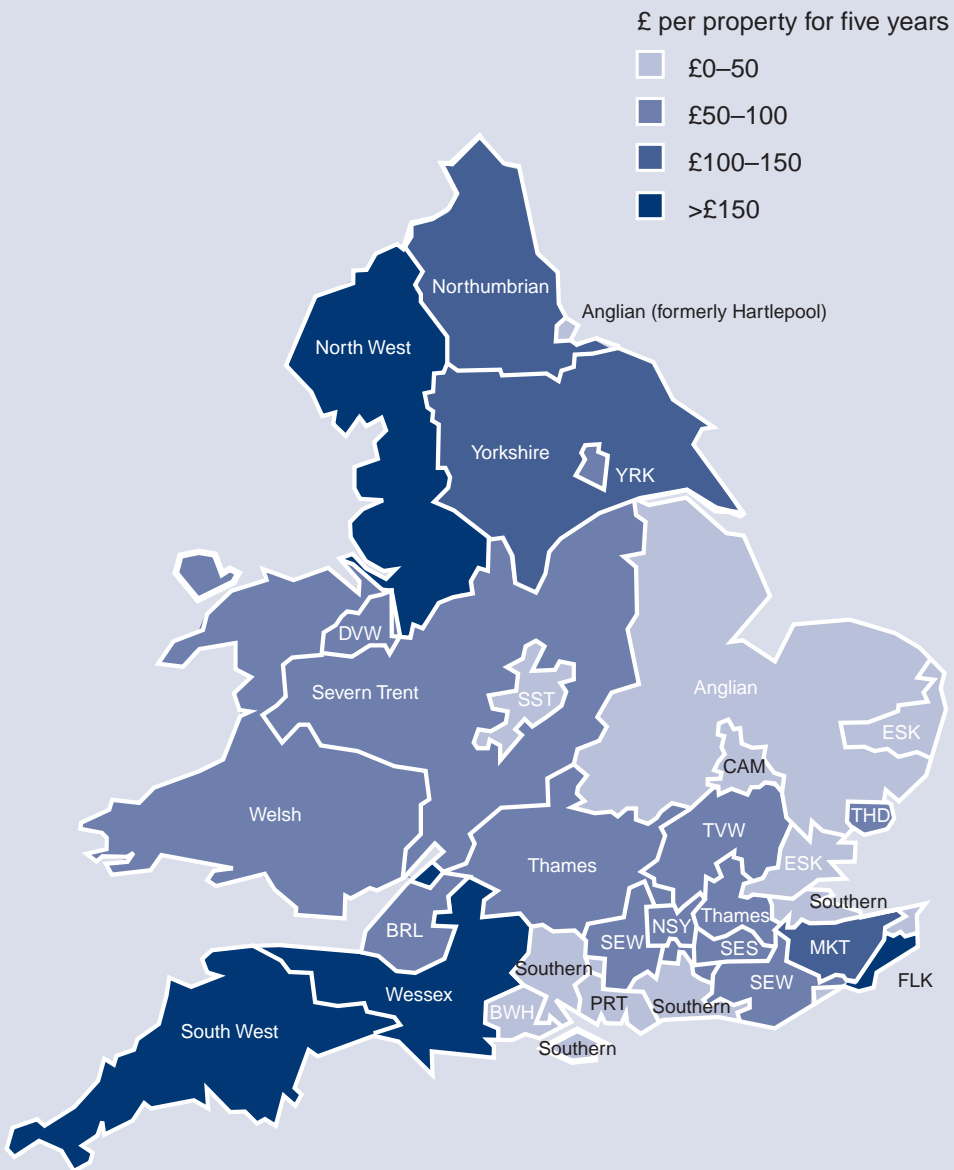 £ per property for five years
£0–50
£50–100
£100–150
>£150
Northumbrian
Anglian (formerly Hartlepool)
North West
Yorkshire
YRK
DVW
Severn Trent
SST
Anglian
ESK
CAM
Welsh
THD
TVW
Thames
ESK
Southern
BRL
Thames
NSY
SEW
SES
MKT
Southern
SEW
FLK
Wessex
PRT
Southern
BWH
South West
Southern